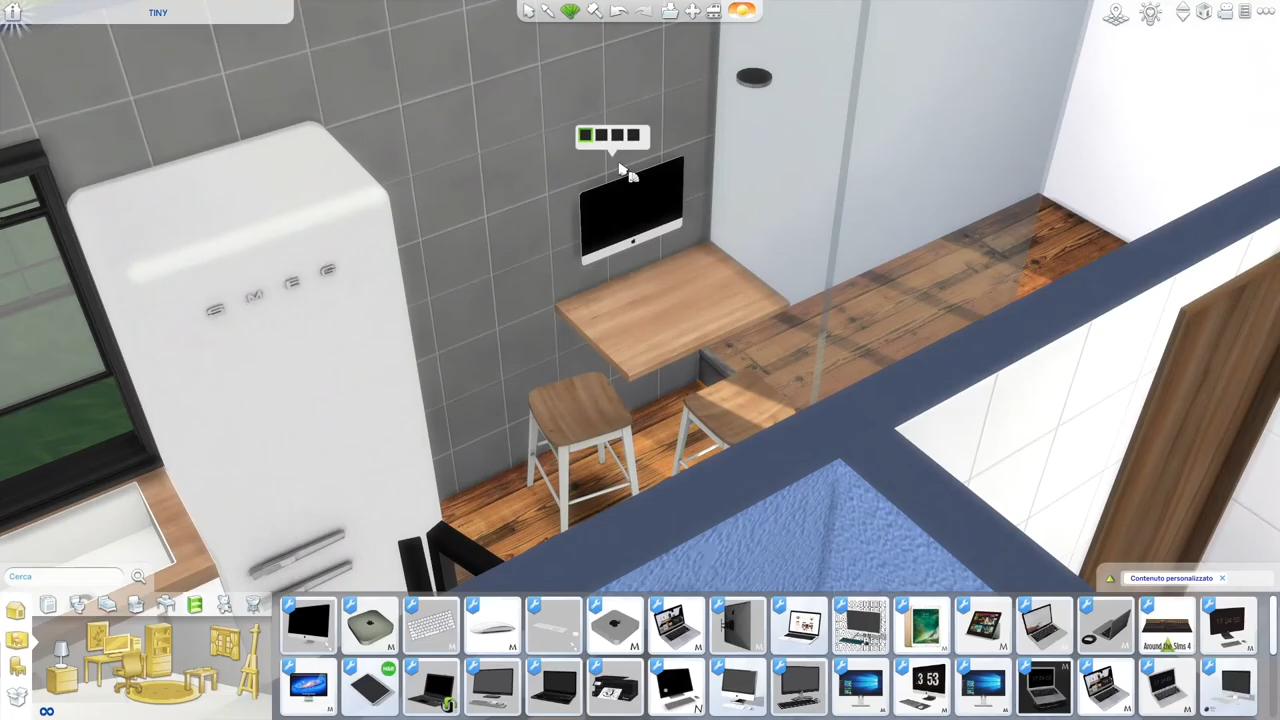 TINY
SMEG
Cerca
Contenuto personalizzato
Around the Sims 4
3 53